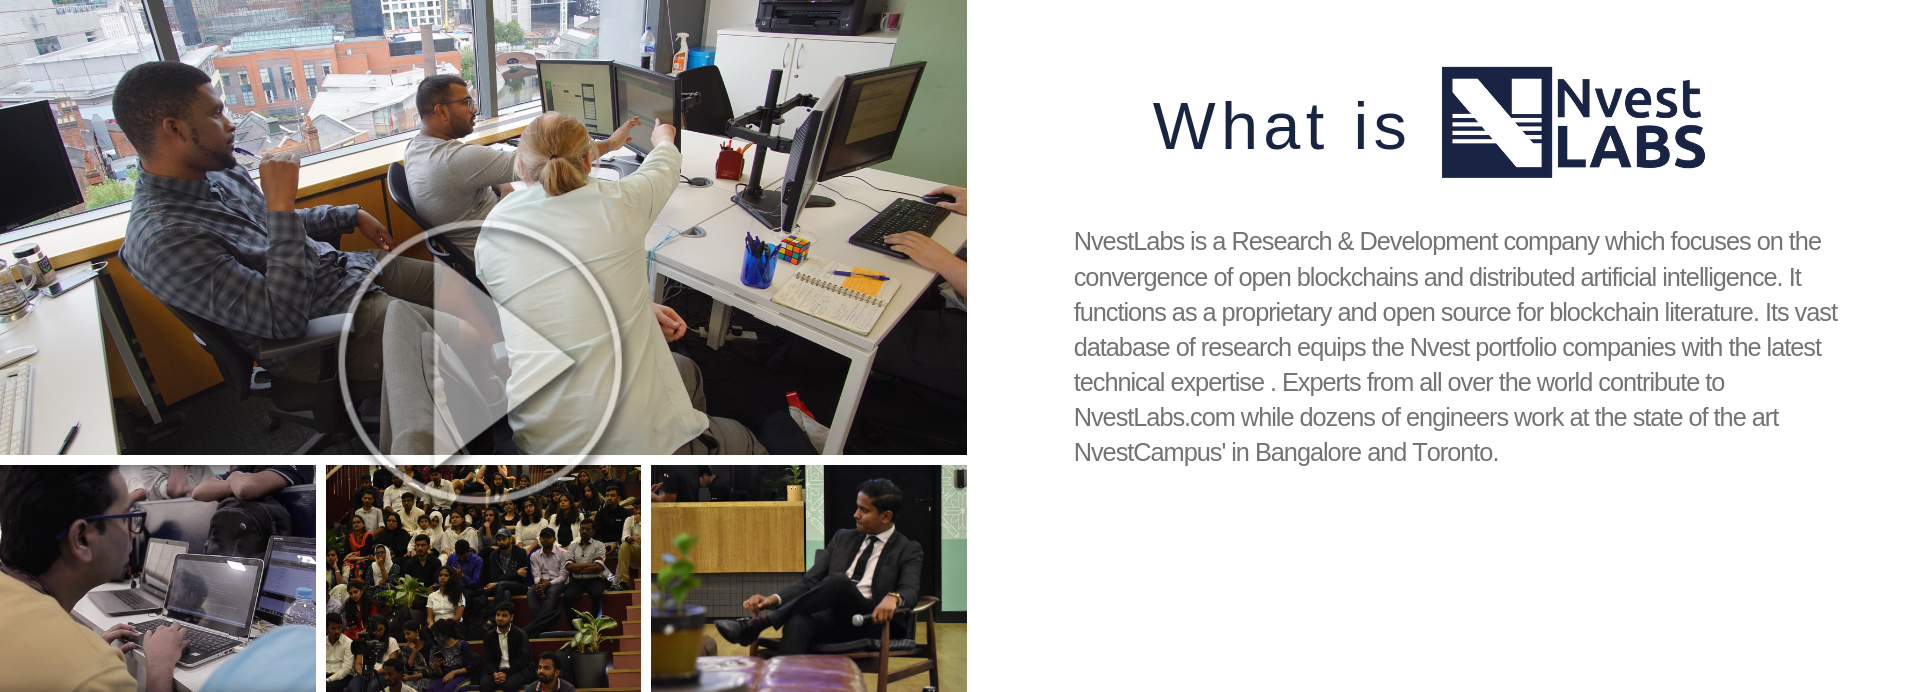 What is Nvest
LABS
NvestLabs is a Research & Development company which focuses on the
convergence of open blockchains and distributed artificial intelligence. It
functions as a proprietary and open source for blockchain literature. Its vast
database of research equips the Nvest portfolio companies with the latest
technical expertise . Experts from all over the world contribute to
NvestLabs.com while dozens of engineers work at the state of the art
NvestCampus' in Bangalore and Toronto.